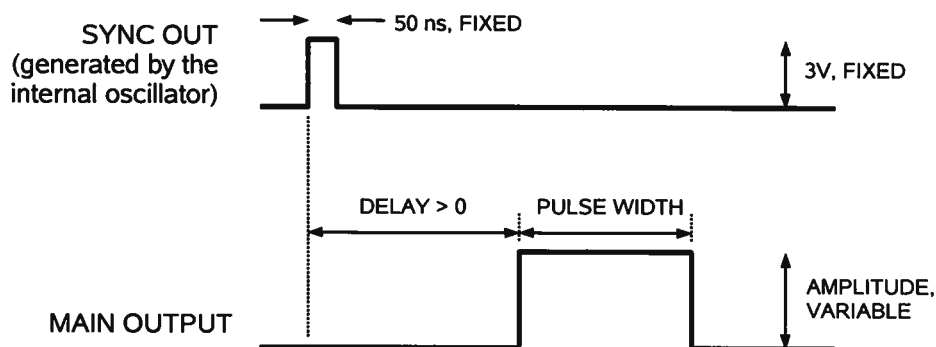 SYNC OUT
(generated by the
internal oscillator)
50 ns, FIXED
3V, FIXED
DELAY > 0
PULSE WIDTH
AMPLITUDE,
VARIABLE
MAIN OUTPUT